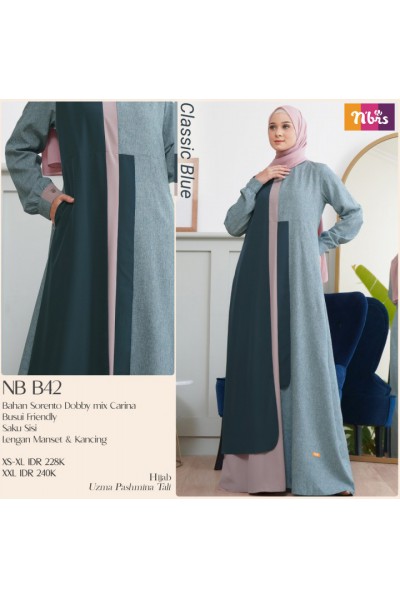 Nbrs
Classic Blue
NB B42
Bahan Sorento Dobby mix Carina
Busui Friendly
Saku Sisi
Lengan Manset & Kancing
XS-XL IDR 228K
XXL IDR 240K
Hijab
Uzma Pashmina Tali